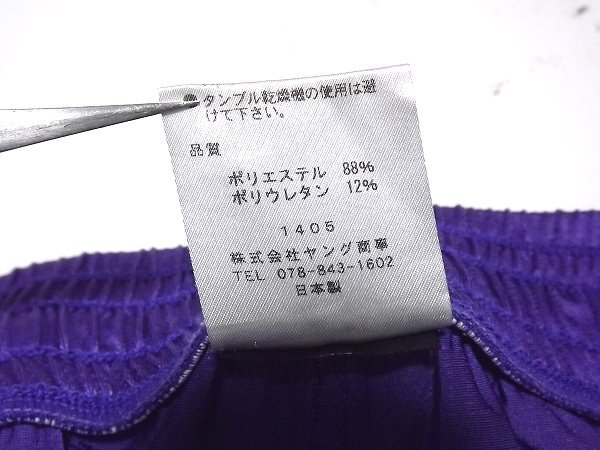 ●タンブル乾燥機の使用は避
けて下さい。
品質
ポリエステル 88%
ポリウレタン 12%
1405
株式会社ヤング商事
TEL 078-843-1602
日本製